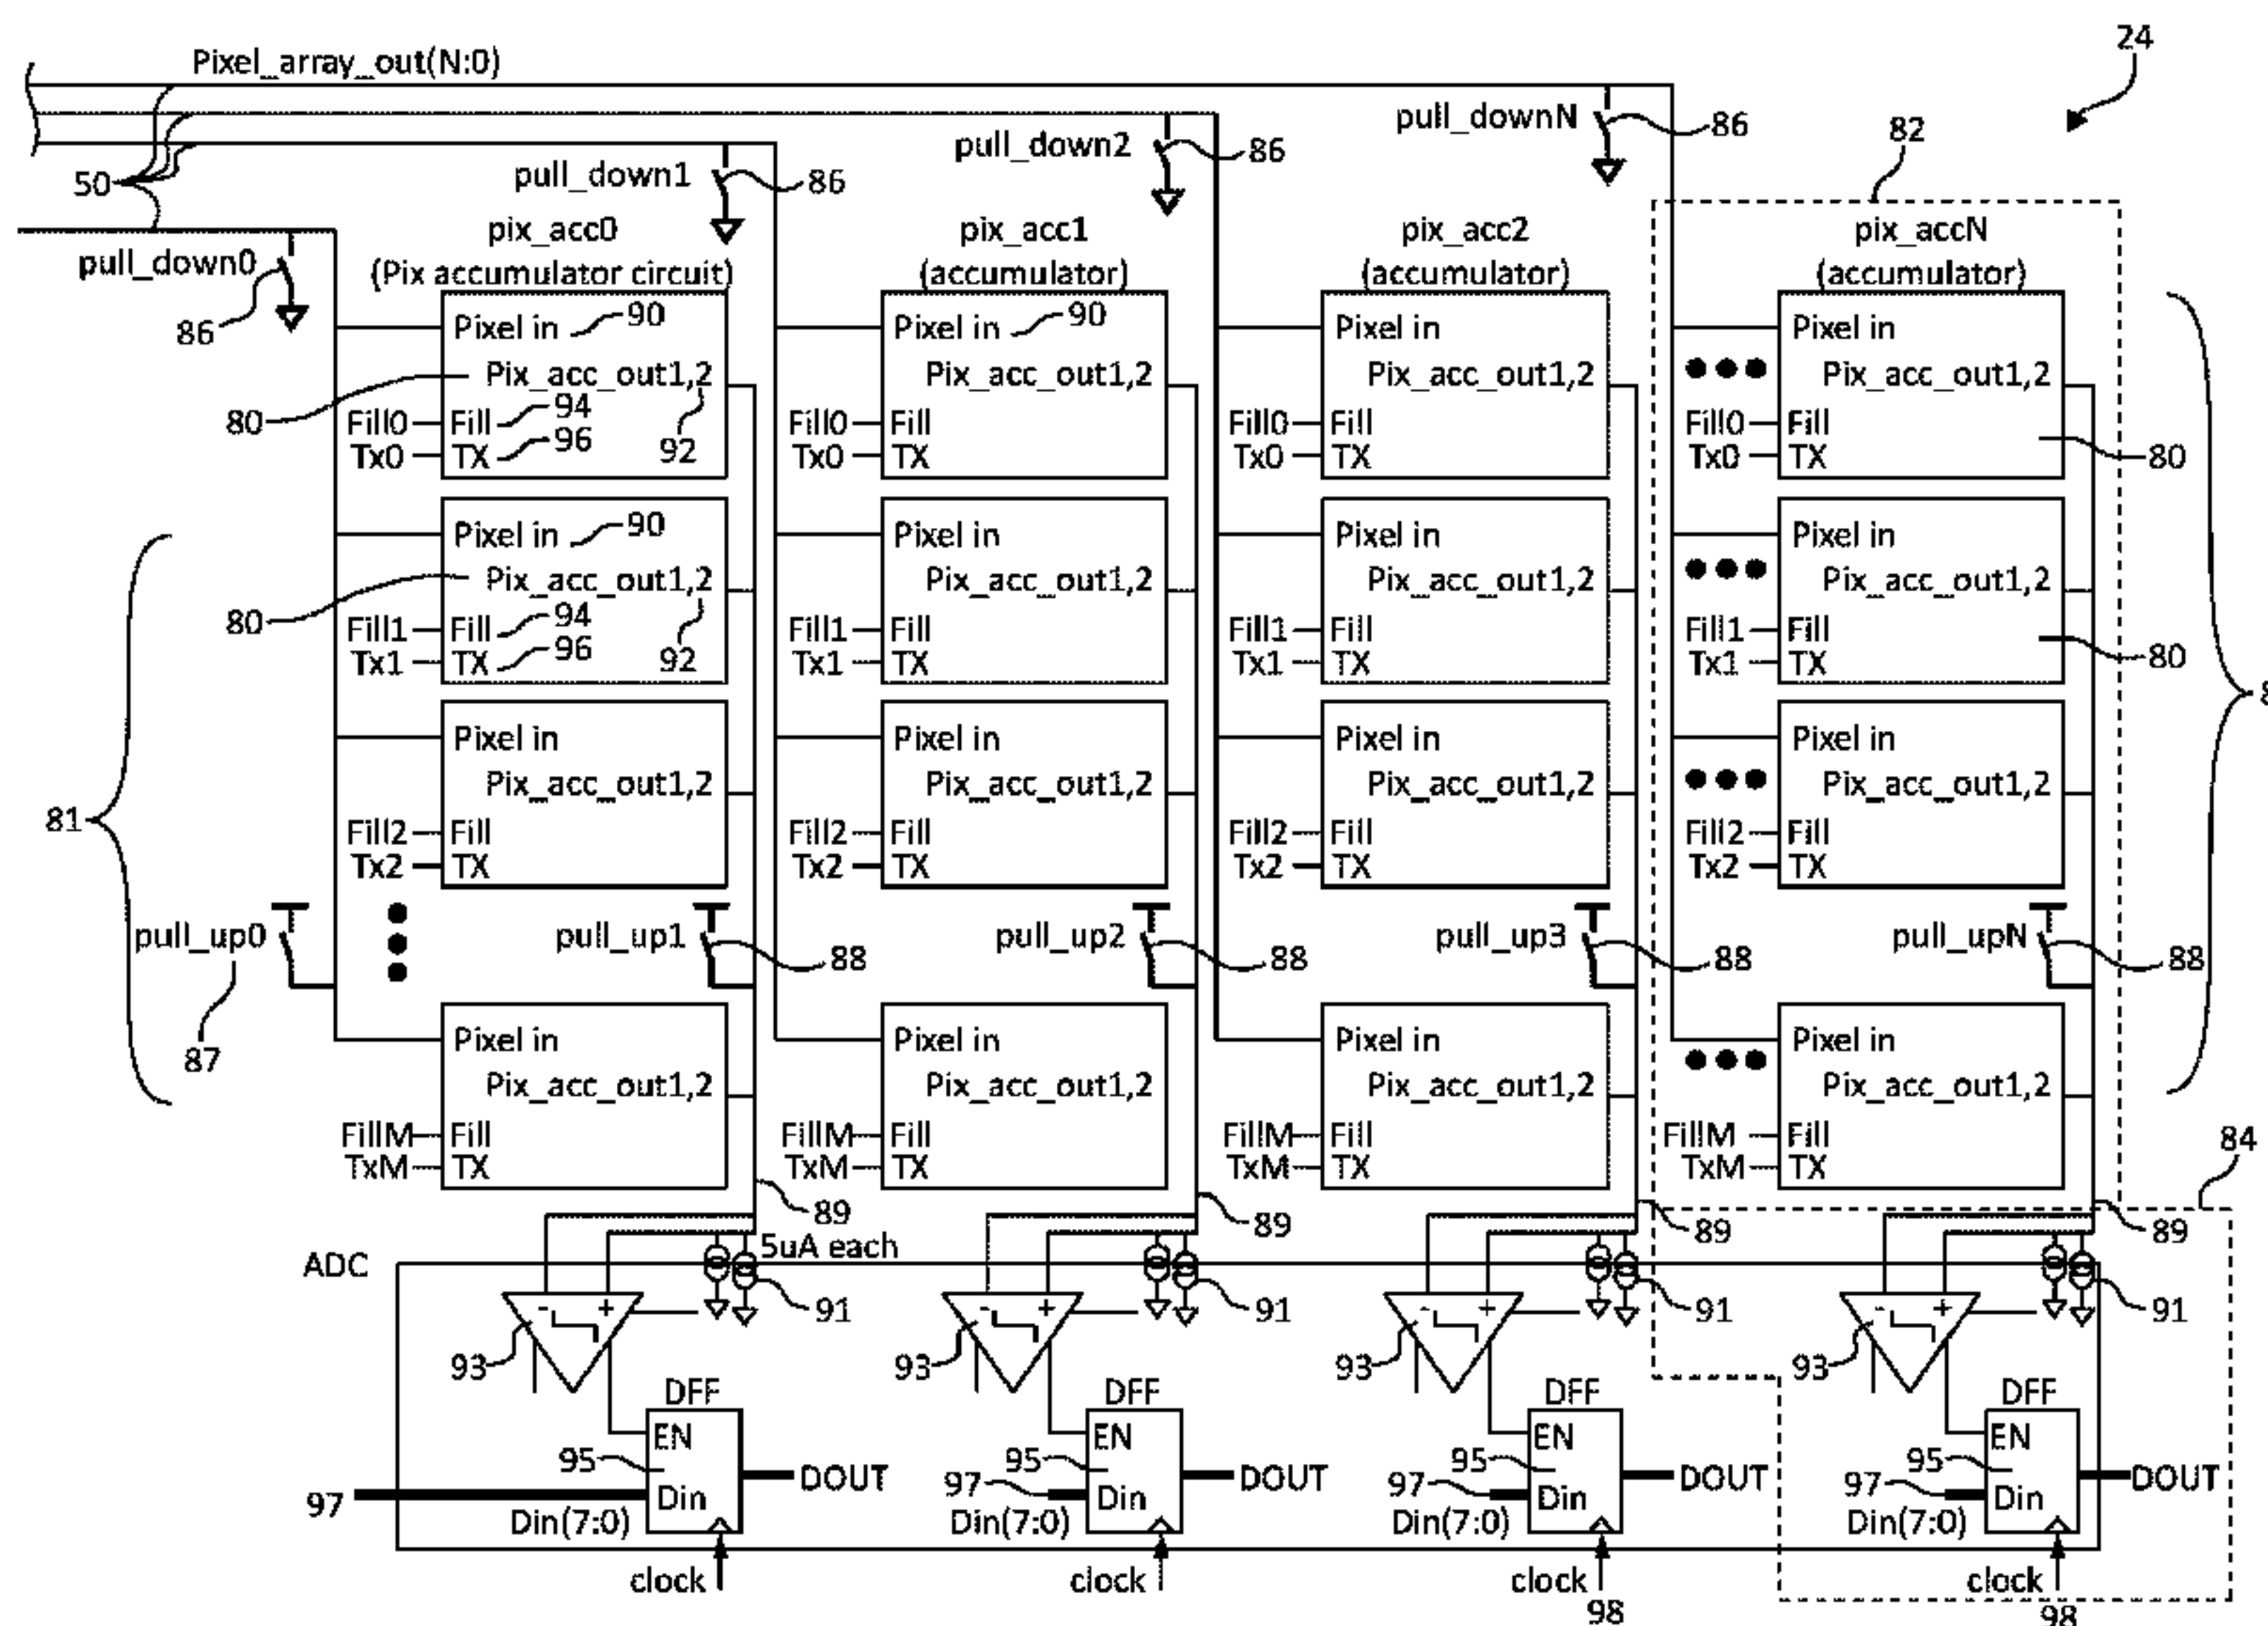 24
Pixel_array_out(N:0)
pull_downN 86
82
pull_down2 86
50
pull_down1 86
pull_down0
86
pix_acc0 pix_acc1 pix_acc2 pix_accN
(Pix accumulator circuit) (accumulator) (accumulator) (accumulator)
Pixel in 90 Pixel in 90 Pixel in Pixel in
Pix_acc_out1,2 Pix_acc_out1,2 Pix_acc_out1,2 Pix_acc_out1,2
80 Fill0 Fill 94 Fill0 Fill Fill0 Fill Fill0 Fill
Tx0 TX 96 92 Tx0 TX Tx0 TX Tx0 TX 80
Pixel in 90 Pixel in Pixel in Pixel in
Pix_acc_out1,2 Pix_acc_out1,2 Pix_acc_out1,2 Pix_acc_out1,2
80 Fill1 Fill 94 Fill1 Fill Fill1 Fill Fill1 Fill
Tx1 TX 96 92 Tx1 TX Tx1 TX Tx1 TX 80
Pixel in Pixel in Pixel in Pixel in
Pix_acc_out1,2 Pix_acc_out1,2 Pix_acc_out1,2 Pix_acc_out1,2
81 Fill2 Fill Fill2 Fill Fill2 Fill Fill2 Fill
Tx2 TX Tx2 TX Tx2 TX Tx2 TX
pull_up0 pull_up1 88 pull_up2 88 pull_up3 88 pull_upN 88
87
Pixel in Pixel in Pixel in Pixel in
Pix_acc_out1,2 Pix_acc_out1,2 Pix_acc_out1,2 Pix_acc_out1,2
FillM Fill FillM Fill FillM Fill FillM Fill 84
TxM TX TxM TX TxM TX TxM TX
89 89 89 89
ADC 5uA each
- + 91 - + 91 - + 91 - + 91
93 93 93 93
DFF DFF DFF DFF
EN EN EN EN
95 95 95 95
97 Din DOUT 97 Din DOUT 97 Din DOUT 97 Din DOUT
Din(7:0) Din(7:0) Din(7:0) Din(7:0)
clock clock clock clock
98 98